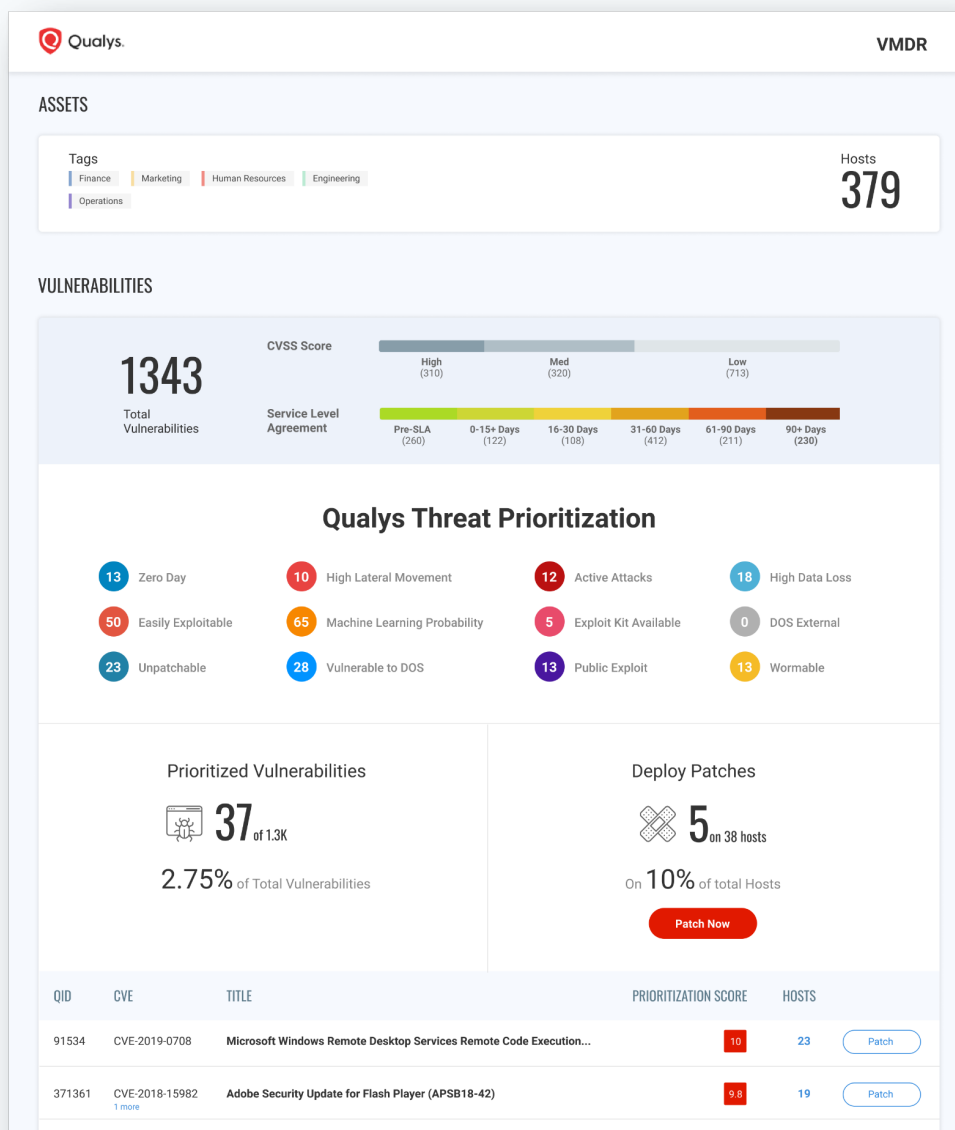 Qualys.
VMDR
ASSETS
Tags
Hosts
Finance Marketing Human Resources Engineering
379
Operations
VULNERABILITIES
1343
Total
Vulnerabilities
CVSS Score
High Med Low
(310) (320) (713)
Service Level
Agreement
Pre-SLA 0-15+ Days 16-30 Days 31-60 Days 61-90 Days 90+ Days
(260) (122) (108) (412) (211) (230)
Qualys Threat Prioritization
13 Zero Day 10 High Lateral Movement 12 Active Attacks 18 High Data Loss
50 Easily Exploitable 65 Machine Learning Probability 5 Exploit Kit Available 0 DOS External
23 Unpatchable 28 Vulnerable to DOS 13 Public Exploit 13 Wormable
Prioritized Vulnerabilities
37 of 1.3K
2.75% of Total Vulnerabilities
Deploy Patches
5 on 38 hosts
On 10% of total Hosts
Patch Now
QID CVE TITLE PRIORITIZATION SCORE HOSTS
91534 CVE-2019-0708 Microsoft Windows Remote Desktop Services Remote Code Execution... 10 23 Patch
371361 CVE-2018-15982 Adobe Security Update for Flash Player (APSB18-42) 9.8 19 Patch
1 more